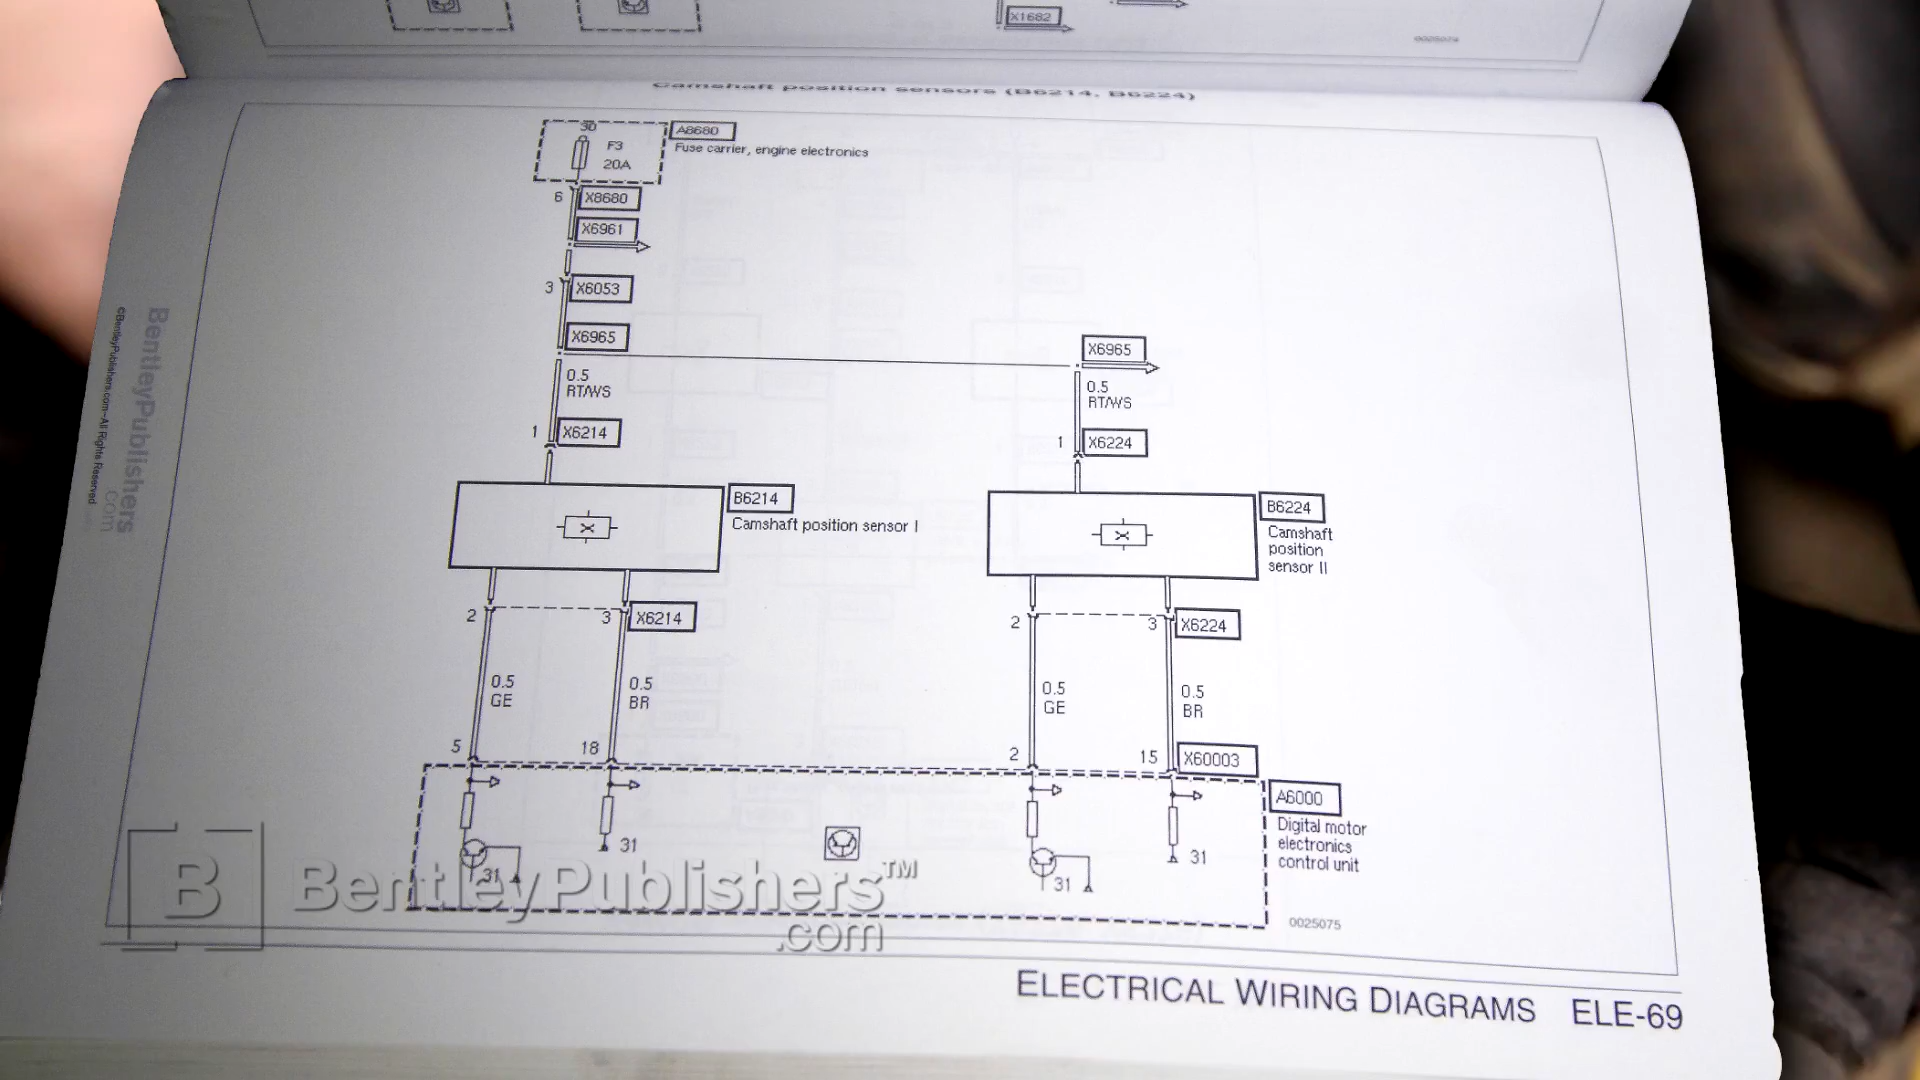 X1682
0025074
Camshaft position sensors (B6214, B6224)
30
F3
20A
A8680
Fuse carrier, engine electronics
6
X8680
X6961
3
X6053
X6965
X6965
0.5
RT/WS
0.5
RT/WS
1
X6214
1
X6224
B6214
Camshaft position sensor I
B6224
Camshaft
position
sensor II
2
3
X6214
2
3
X6224
0.5
GE
0.5
BR
0.5
GE
0.5
BR
5
18
2
15
X60003
31
31
31
31
A6000
Digital motor
electronics
control unit
0025075
BentleyPublishers
.com
©BentleyPublishers.com–All Rights Reserved
B
BentleyPublishers™
.com
ELECTRICAL WIRING DIAGRAMS ELE-69